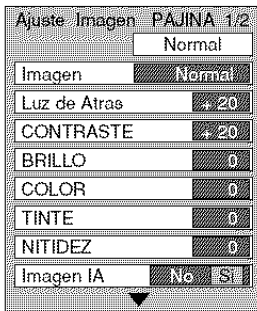 Ajuste Imagen PÁJINA 1/2
Normal
Imagen Normal
Luz de Atras + 20
CONTRASTE + 20
BRILLO 0
COLOR 0
TINTE 0
NITIDEZ 0
Imagen IA No Sí